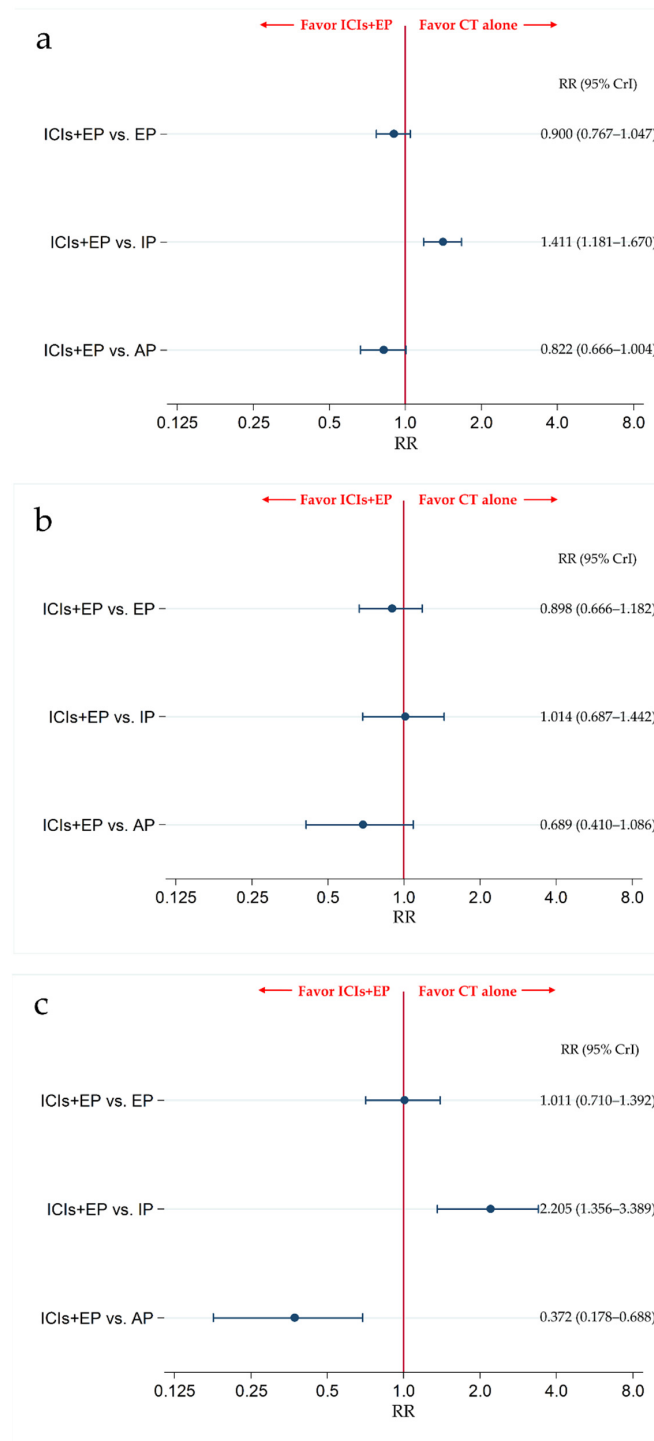 a
Favor ICIs+EP Favor CT alone
RR (95% CrI)
ICIs+EP vs. EP 0.900 (0.767–1.047)
ICIs+EP vs. IP 1.411 (1.181–1.670)
ICIs+EP vs. AP 0.822 (0.666–1.004)
0.125 0.25 0.5 1.0 2.0 4.0 8.0
RR
b
Favor ICIs+EP Favor CT alone
RR (95% CrI)
ICIs+EP vs. EP 0.898 (0.666–1.182)
ICIs+EP vs. IP 1.014 (0.687–1.442)
ICIs+EP vs. AP 0.689 (0.410–1.086)
0.125 0.25 0.5 1.0 2.0 4.0 8.0
RR
c
Favor ICIs+EP Favor CT alone
RR (95% CrI)
ICIs+EP vs. EP 1.011 (0.710–1.392)
ICIs+EP vs. IP 2.205 (1.356–3.389)
ICIs+EP vs. AP 0.372 (0.178–0.688)
0.125 0.25 0.5 1.0 2.0 4.0 8.0
RR